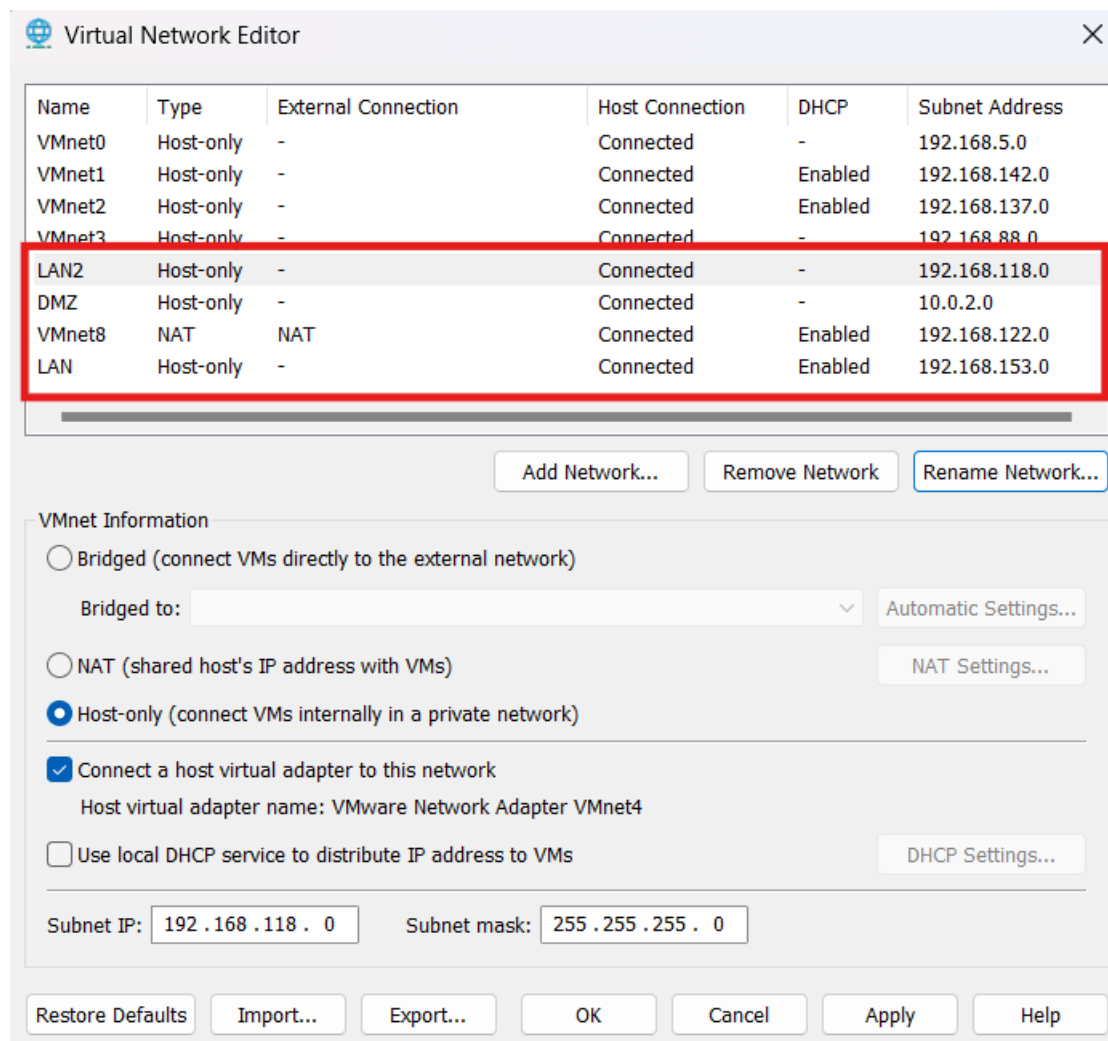 Virtual Network Editor
Name Type External Connection Host Connection DHCP Subnet Address
VMnet0 Host-only - Connected - 192.168.5.0
VMnet1 Host-only - Connected Enabled 192.168.142.0
VMnet2 Host-only - Connected Enabled 192.168.137.0
VMnet3 Host-only - Connected - 192.168.88.0
LAN2 Host-only - Connected - 192.168.118.0
DMZ Host-only - Connected - 10.0.2.0
VMnet8 NAT NAT Connected Enabled 192.168.122.0
LAN Host-only - Connected Enabled 192.168.153.0
Add Network... Remove Network Rename Network...
VMnet Information
Bridged (connect VMs directly to the external network)
Bridged to: Automatic Settings...
NAT (shared host's IP address with VMs) NAT Settings...
Host-only (connect VMs internally in a private network)
Connect a host virtual adapter to this network
Host virtual adapter name: VMware Network Adapter VMnet4
Use local DHCP service to distribute IP address to VMs DHCP Settings...
Subnet IP: 192 . 168 . 118 . 0 Subnet mask: 255 . 255 . 255 . 0
Restore Defaults Import... Export... OK Cancel Apply Help